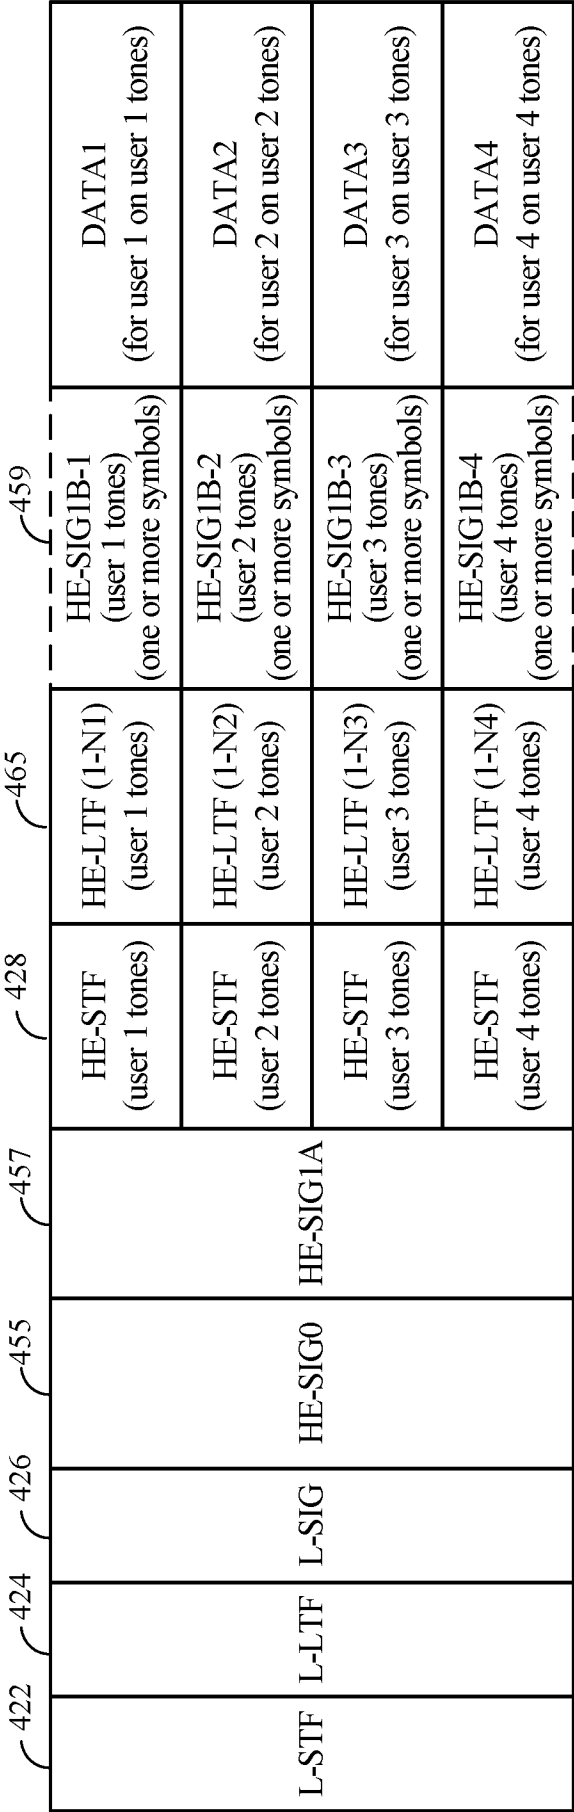 422
424
426
455
457
428
465
459
L-STF
L-LTF
L-SIG
HE-SIG0
HE-SIG1A
HE-STF
(user 1 tones)
HE-LTF (1-N1)
(user 1 tones)
HE-SIG1B-1
(user 1 tones)
(one or more symbols)
DATA1
(for user 1 on user 1 tones)
HE-STF
(user 2 tones)
HE-LTF (1-N2)
(user 2 tones)
HE-SIG1B-2
(user 2 tones)
(one or more symbols)
DATA2
(for user 2 on user 2 tones)
HE-STF
(user 3 tones)
HE-LTF (1-N3)
(user 3 tones)
HE-SIG1B-3
(user 3 tones)
(one or more symbols)
DATA3
(for user 3 on user 3 tones)
HE-STF
(user 4 tones)
HE-LTF (1-N4)
(user 4 tones)
HE-SIG1B-4
(user 4 tones)
(one or more symbols)
DATA4
(for user 4 on user 4 tones)